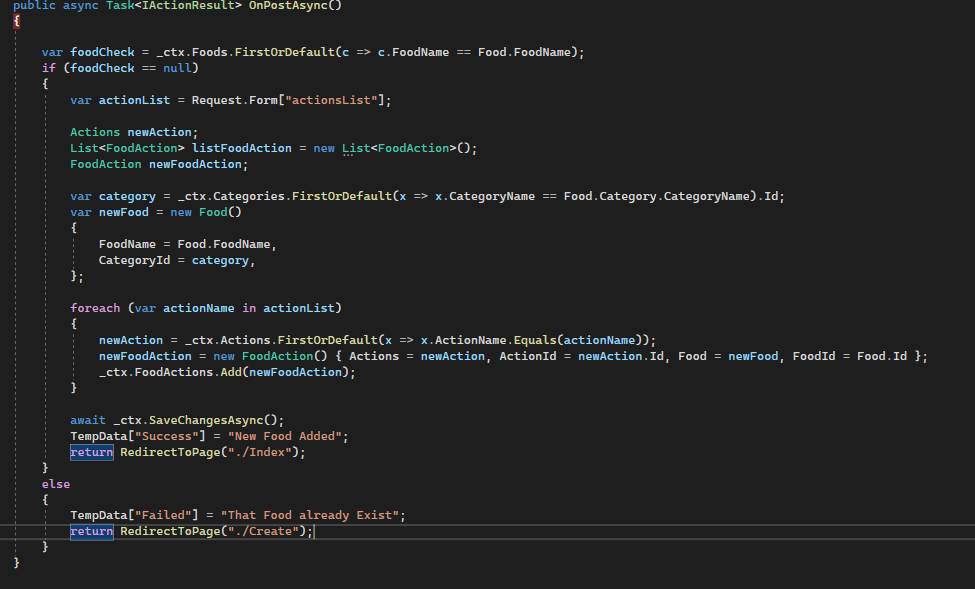 public async Task<IActionResult> OnPostAsync()
{
var foodCheck = _ctx.Foods.FirstOrDefault(c => c.FoodName == Food.FoodName);
if (foodCheck == null)
{
var actionList = Request.Form["actionsList"];
Actions newAction;
List<FoodAction> listFoodAction = new List<FoodAction>();
FoodAction newFoodAction;
var category = _ctx.Categories.FirstOrDefault(x => x.CategoryName == Food.Category.CategoryName).Id;
var newFood = new Food()
{
FoodName = Food.FoodName,
CategoryId = category,
};
foreach (var actionName in actionList)
{
newAction = _ctx.Actions.FirstOrDefault(x => x.ActionName.Equals(actionName));
newFoodAction = new FoodAction() { Actions = newAction, ActionId = newAction.Id, Food = newFood, FoodId = Food.Id };
_ctx.FoodActions.Add(newFoodAction);
}
await _ctx.SaveChangesAsync();
TempData["Success"] = "New Food Added";
return RedirectToPage("./Index");
}
else
{
TempData["Failed"] = "That Food already Exist";
return RedirectToPage("./Create");
}
}